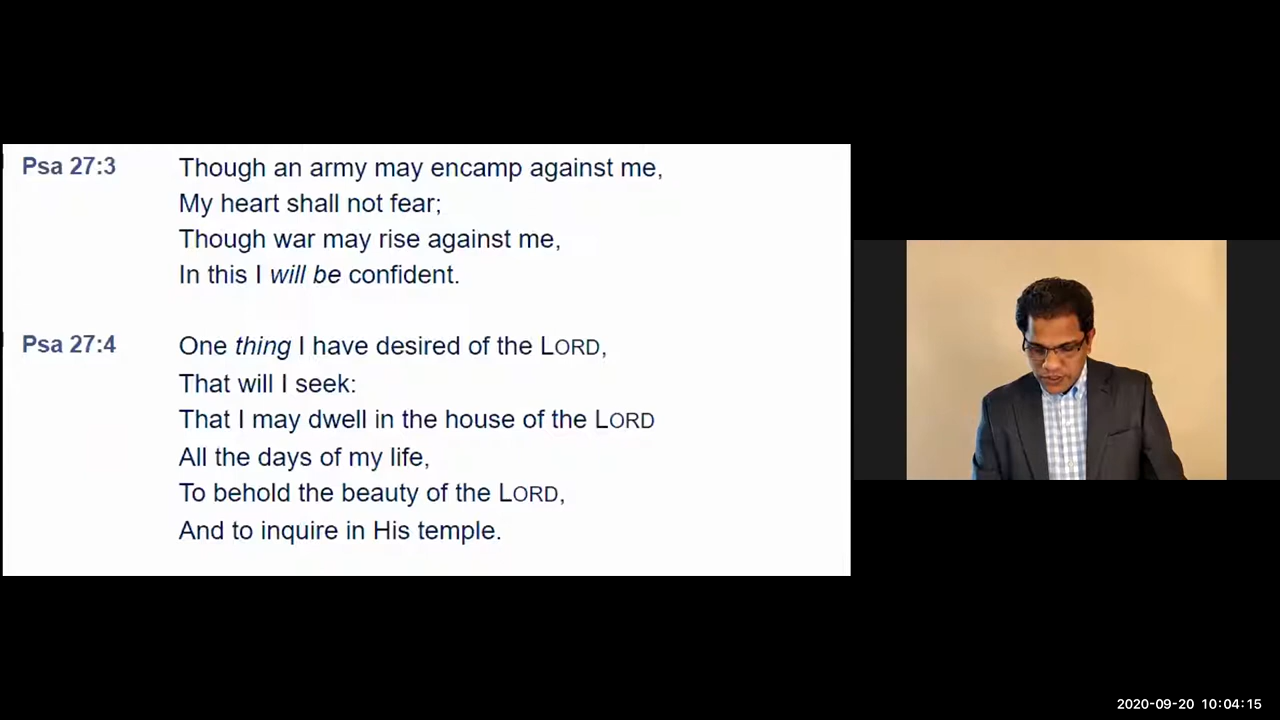 Psa 27:3 Though an army may encamp against me,
My heart shall not fear;
Though war may rise against me,
In this I will be confident.
Psa 27:4 One thing I have desired of the LORD,
That will I seek:
That I may dwell in the house of the LORD
All the days of my life,
To behold the beauty of the LORD,
And to inquire in His temple.
2020-09-20 10:04:15